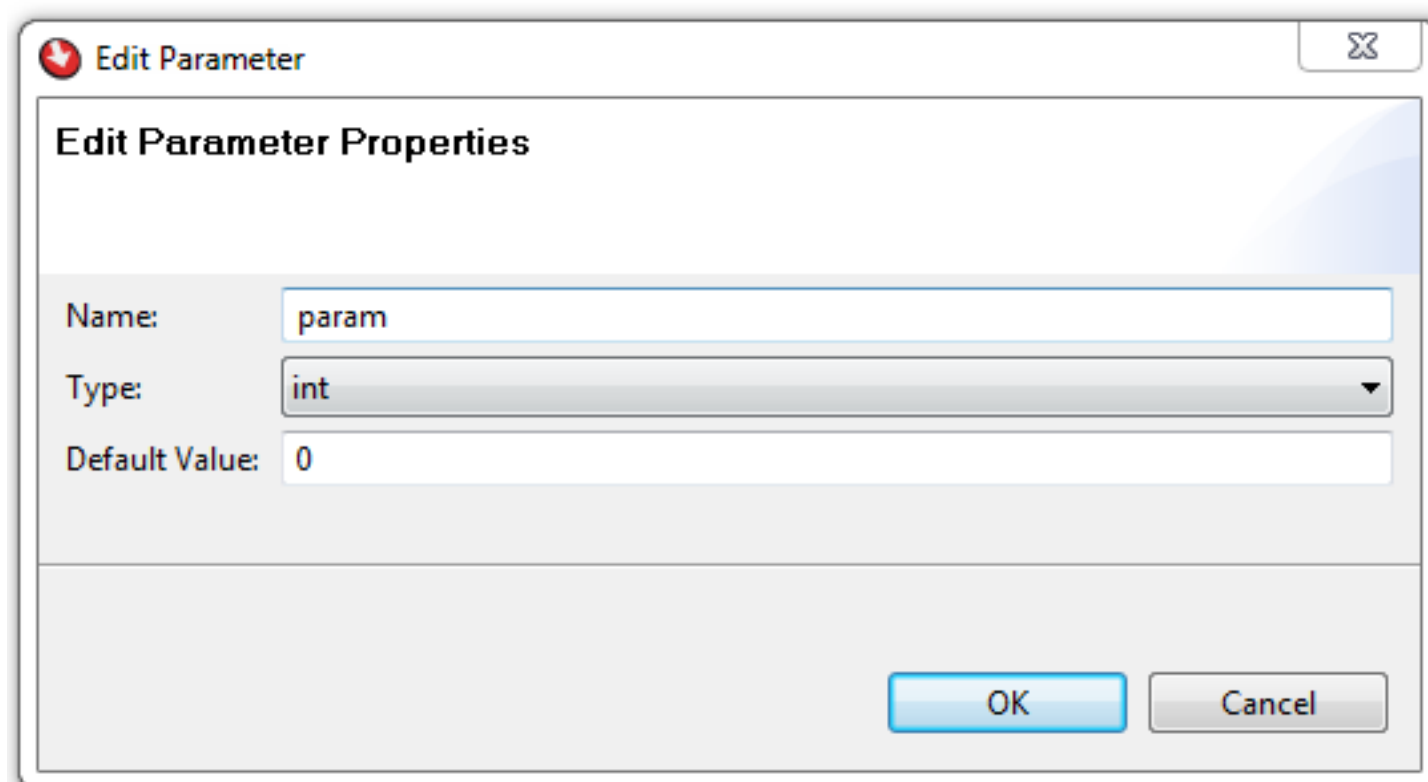 Edit Parameter
Edit Parameter Properties
Name: param
Type: int
Default Value: 0
OK Cancel